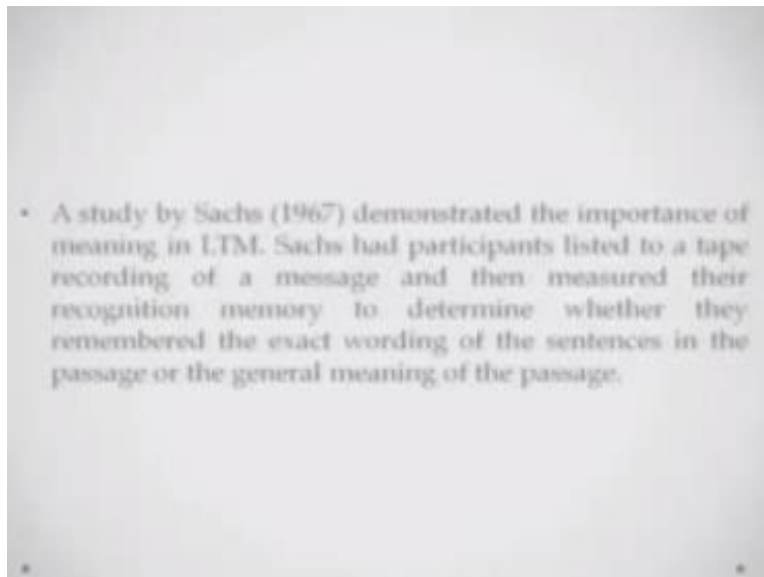 • A study by Sachs (1967) demonstrated the importance of
meaning in LTM. Sachs had participants listed to a tape
recording of a message and then measured their
recognition memory to determine whether they
remembered the exact wording of the sentences in the
passage or the general meaning of the passage.